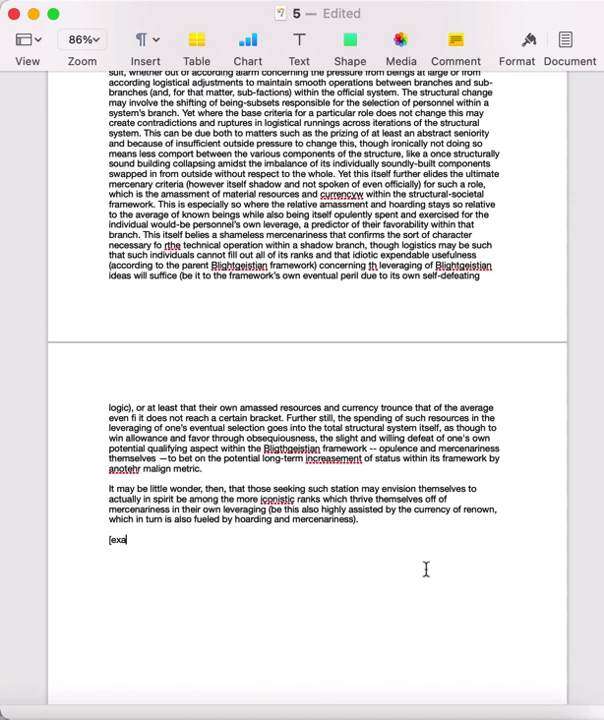 5 — Edited
86%
View Zoom Insert Table Chart Text Shape Media Comment Format Document
suit, whether out of according alarm concerning the pressure from beings at large or from
according logistical adjustments to maintain smooth operations between branches and sub-
branches (and, for that matter, sub-factions) within the official system. The structural change
may involve the shifting of being-subsets responsible for the selection of personnel within a
system's branch. Yet where the base criteria for a particular role does not change this may
create contradictions and ruptures in logistical runnings across iterations of the structural
system. This can be due both to matters such as the prizing of at least an abstract seniority
and because of insufficient outside pressure to change this, though ironically not doing so
means less comport between the various components of the structure, like a once structurally
sound building collapsing amidst the imbalance of its individually soundly-built components
swapped in from outside without respect to the whole. Yet this itself further elides the ultimate
mercenary criteria (however itself shadow and not spoken of even officially) for such a role,
which is the amassment of material resources and currencyw within the structural-societal
framework. This is especially so where the relative amassment and hoarding stays so relative
to the average of known beings while also being itself opulently spent and exercised for the
individual would-be personnel's own leverage, a predictor of their favorability within that
branch. This itself belies a shameless mercenariness that confirms the sort of character
necessary fo rthe technical operation within a shadow branch, though logistics may be such
that such individuals cannot fill out all of its ranks and that idiotic expendable usefulness
(according to the parent Blightgeistian framework) concerning th leveraging of Blightgeistian
ideas will suffice (be it to the framework's own eventual peril due to its own self-defeating
logic), or at least that their own amassed resources and currency trounce that of the average
even fi it does not reach a certain bracket. Further still, the spending of such resources in the
leveraging of one's eventual selection goes into the total structural system itself, as though to
win allowance and favor through obsequiousness, the slight and willing defeat of one's own
potential qualifying aspect within the Bligthgeistian framework -- opulence and mercenariness
themselves —to bet on the potential long-term increasement of status within its framework by
anotehr malign metric.
It may be little wonder, then, that those seeking such station may envision themselves to
actually in spirit be among the more iconistic ranks which thrive themselves off of
mercenariness in their own leveraging (be this also highly assisted by the currency of renown,
which in turn is also fueled by hoarding and mercenariness).
[exa